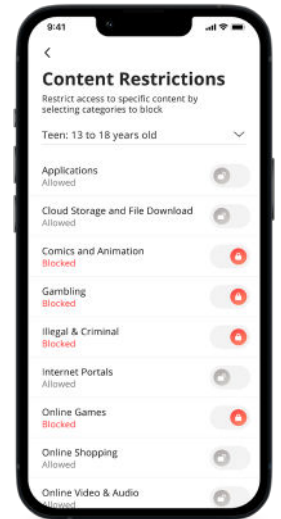 9:41
Content Restrictions
Restrict access to specific content by
selecting categories to block
Teen: 13 to 18 years old
Applications
Allowed
Cloud Storage and File Download
Allowed
Comics and Animation
Blocked
Gambling
Blocked
Illegal & Criminal
Blocked
Internet Portals
Allowed
Online Games
Blocked
Online Shopping
Allowed
Online Video & Audio
Allowed